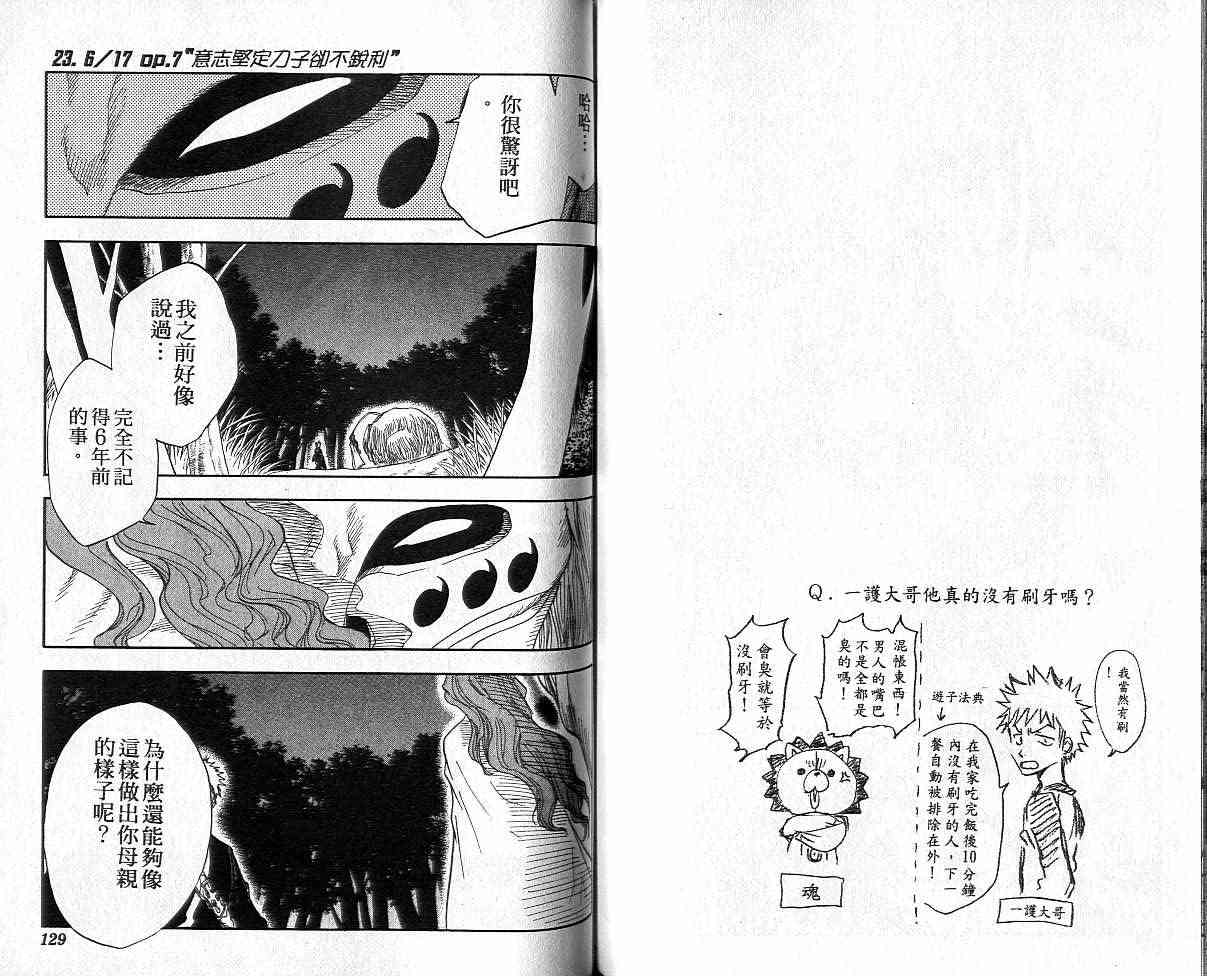 Q. 一護大哥他真的沒有刷牙嗎?
我當然有刷
!
遊子法典
在我家吃完飯後10分鐘
內沒有刷牙的人，下一
餐自動被排除在外!
一護大哥
混帳東西!
男人的嘴巴
不是全都是
臭的嗎!
會臭就等於
沒刷牙!
魂
23. 6/17 op.7"意志堅定刀子卻不銳利"
哈哈…
你很驚訝吧
。
我之前好像
說過…
完全不記
得6年前
的事。
為什麼還能夠像
這樣做出你母親
的樣子呢?
129